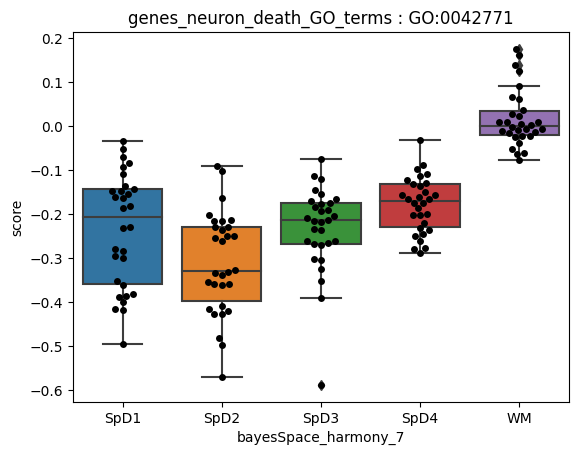 genes_neuron_death_GO_terms : GO:0042771
score
0.2
0.1
0.0
−0.1
−0.2
−0.3
−0.4
−0.5
−0.6
SpD1 SpD2 SpD3 SpD4 WM
bayesSpace_harmony_7